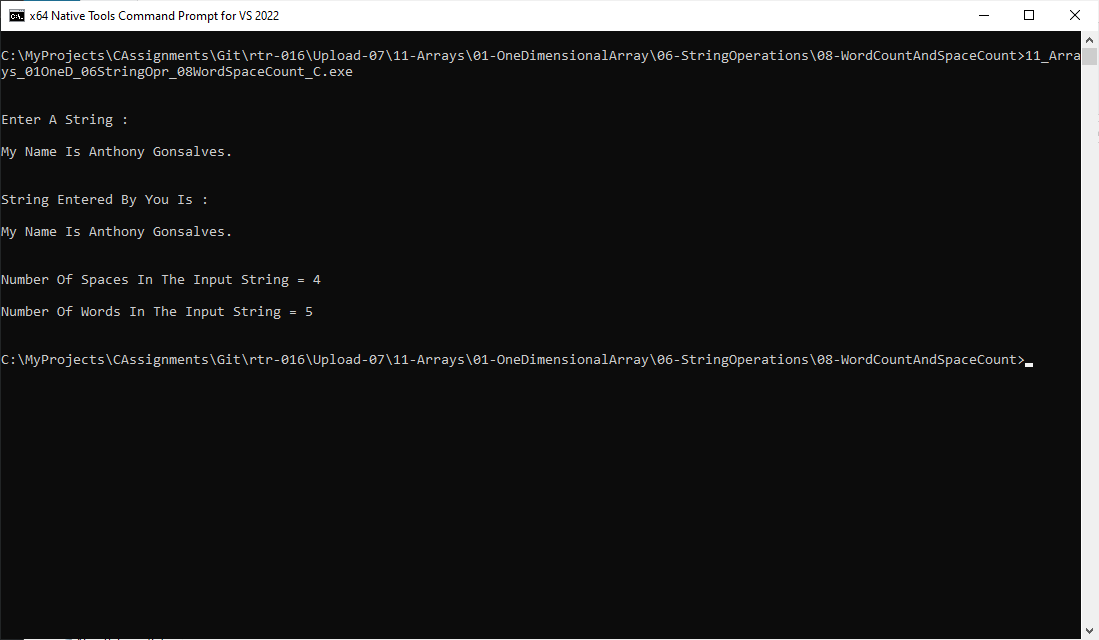 x64 Native Tools Command Prompt for VS 2022
C:\MyProjects\CAssignments\Git\rtr-016\Upload-07\11-Arrays\01-OneDimensionalArray\06-StringOperations\08-WordCountAndSpaceCount>11_Arra
ys_01OneD_06StringOpr_08WordSpaceCount_C.exe
Enter A String :
My Name Is Anthony Gonsalves.
String Entered By You Is :
My Name Is Anthony Gonsalves.
Number Of Spaces In The Input String = 4
Number Of Words In The Input String = 5
C:\MyProjects\CAssignments\Git\rtr-016\Upload-07\11-Arrays\01-OneDimensionalArray\06-StringOperations\08-WordCountAndSpaceCount>